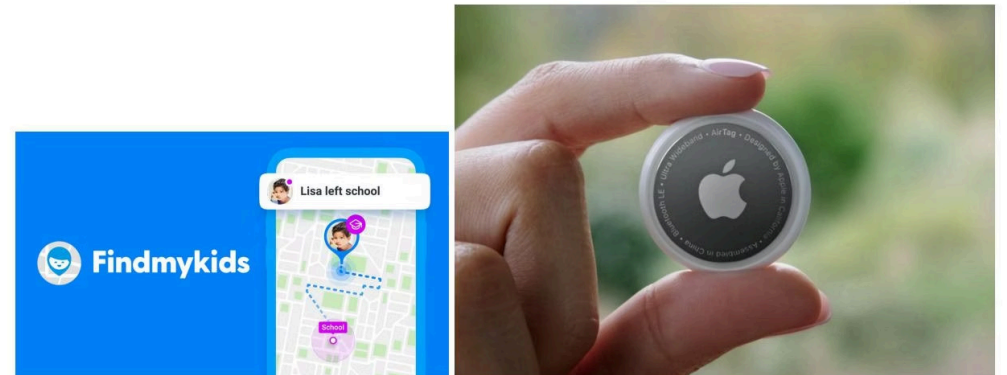 Lisa left school
Findmykids
School
Ultra Wideband • AirTag • Designed by Apple in California • Assembled in China • Bluetooth LE •